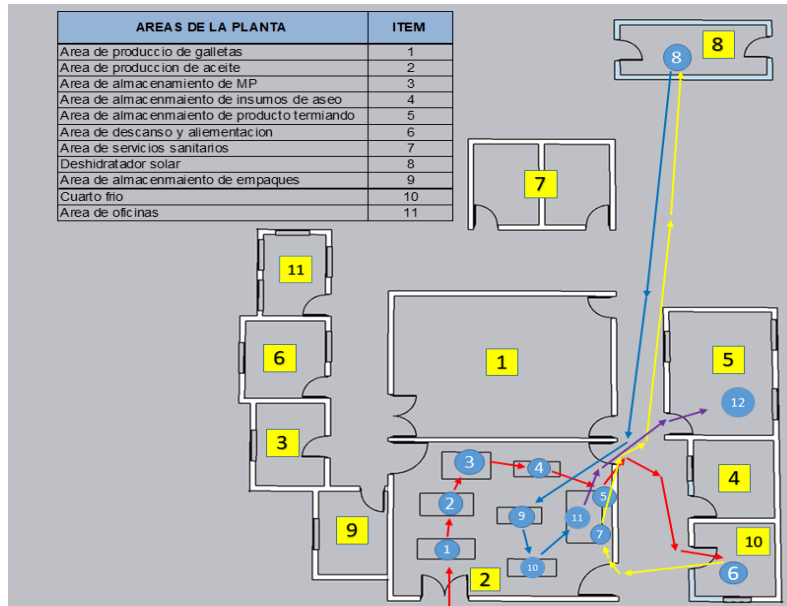 AREAS DE LA PLANTA ITEM
Area de produccio de galletas 1
Area de produccion de aceite 2
Area de almacenamiento de MP 3
Area de almacenmaiento de insumos de aseo 4
Area de almacenmaiento de producto termiando 5
Area de descanso y aliementacion 6
Area de servicios sanitarios 7
Deshidratador solar 8
Area de almacenmaiento de empaques 9
Cuarto frio 10
Area de oficinas 11
8
8
7
11
6
1
5
12
3
3
4
4
2
5
9
11
7
9
1
10
2
10
6